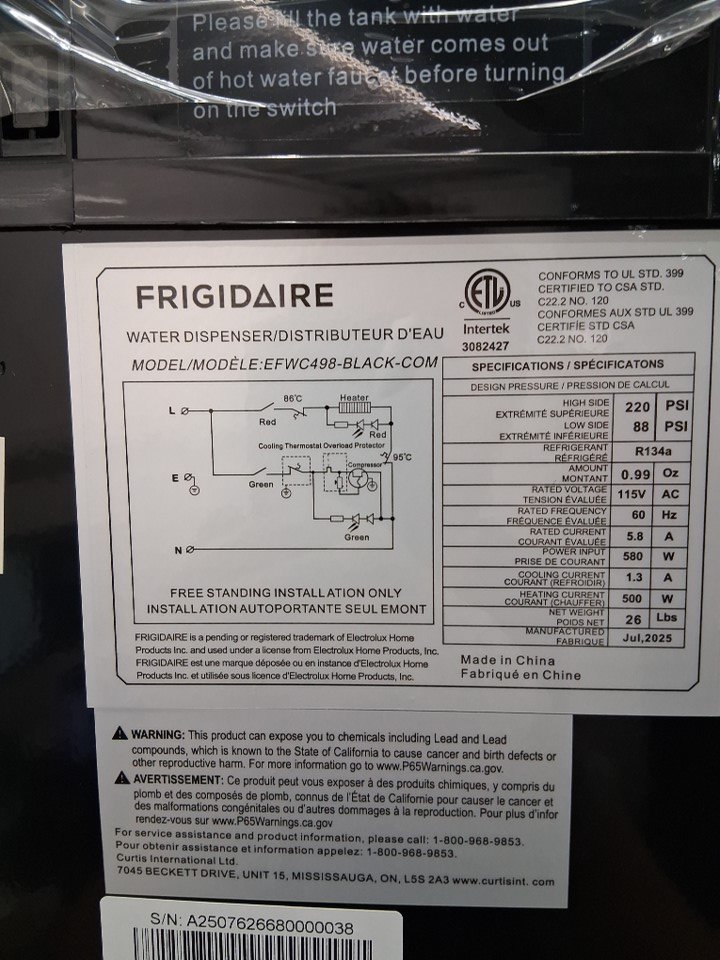 Please fill the tank with water
and make sure water comes out
of hot water faucet before turning
on the switch
FRIGIDAIRE
WATER DISPENSER/DISTRIBUTEUR D'EAU
MODEL/MODÈLE:EFWC498-BLACK-COM
C ETL US
LISTED
Intertek
3082427
CONFORMS TO UL STD. 399
CERTIFIED TO CSA STD.
C22.2 NO. 120
CONFORMES AUX STD UL 399
CERTIFÍE STD CSA
C22.2 NO. 120
L
86℃
Heater
Red
Red
Cooling Thermostat Overload Protector
95℃
Compressor
E
Green
Green
N
FREE STANDING INSTALLATION ONLY
INSTALLATION AUTOPORTANTE SEULEMONT
SPECIFICATIONS / SPÉCIFICATONS
DESIGN PRESSURE / PRESSION DE CALCUL
HIGH SIDE
EXTRÉMITÉ SUPÉRIEURE 220 PSI
LOW SIDE
EXTRÉMITÉ INFÉRIEURE 88 PSI
REFRIGERANT
RÉFRIGÉRÉ R134a
AMOUNT
MONTANT 0.99 Oz
RATED VOLTAGE
TENSION ÉVALUÉE 115V AC
RATED FREQUENCY
FRÉQUENCE ÉVALUÉE 60 Hz
RATED CURRENT
COURANT ÉVALUÉE 5.8 A
POWER INPUT
PRISE DE COURANT 580 W
COOLING CURRENT
COURANT (REFROIDIR) 1.3 A
HEATING CURRENT
COURANT (CHAUFFER) 500 W
NET WEIGHT
POIDS NET 26 Lbs
MANUFACTURED
FABRIQUÉ Jul,2025
FRIGIDAIRE is a pending or registered trademark of Electrolux Home
Products Inc. and used under a license from Electrolux Home Products, Inc.
FRIGIDAIRE est une marque déposée ou en instance d'Electrolux Home
Products Inc. et utilisée sous licence d'Electrolux Home Products, Inc.
Made in China
Fabriqué en Chine
WARNING: This product can expose you to chemicals including Lead and Lead
compounds, which is known to the State of California to cause cancer and birth defects or
other reproductive harm. For more information go to www.P65Warnings.ca.gov.
AVERTISSEMENT: Ce produit peut vous exposer à des produits chimiques, y compris du
plomb et des composés de plomb, connus de l'État de Californie pour causer le cancer et
des malformations congénitales ou d'autres dommages à la reproduction. Pour plus d'infor
rendez-vous sur www.P65Warnings.ca.gov
For service assistance and product information, please call: 1-800-968-9853.
Pour obtenir assistance et information appelez: 1-800-968-9853.
Curtis International Ltd.
7045 BECKETT DRIVE, UNIT 15, MISSISSAUGA, ON, L5S 2A3 www.curtisint. com
S/N: A2507626680000038